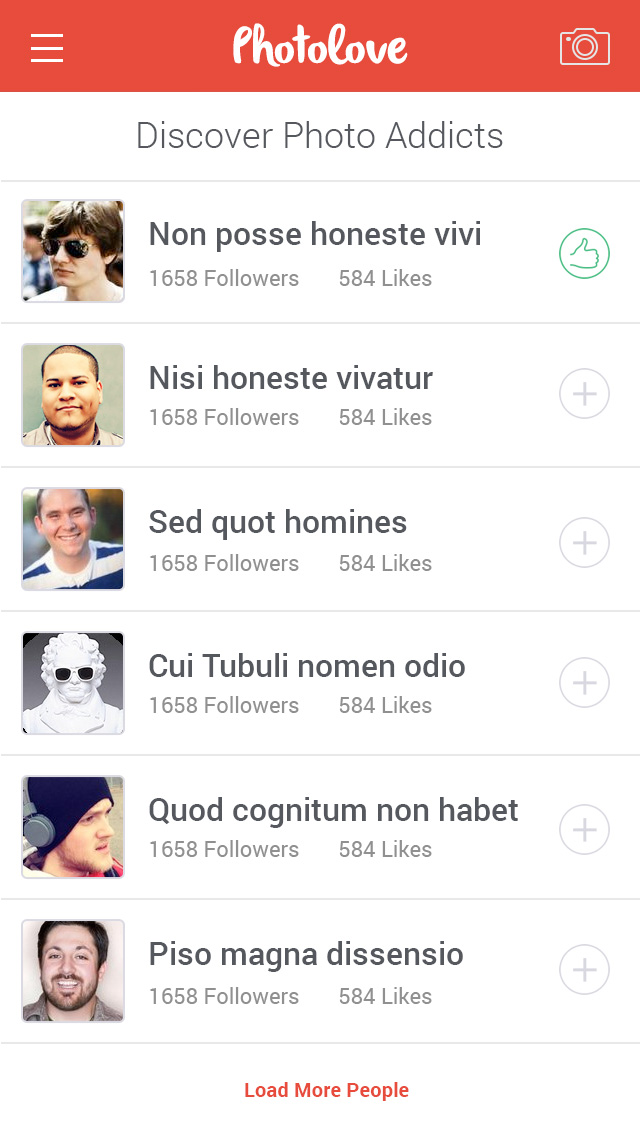 Photolove
Discover Photo Addicts
Non posse honeste vivi
1658 Followers 584 Likes
Nisi honeste vivatur
1658 Followers 584 Likes
Sed quot homines
1658 Followers 584 Likes
Cui Tubuli nomen odio
1658 Followers 584 Likes
Quod cognitum non habet
1658 Followers 584 Likes
Piso magna dissensio
1658 Followers 584 Likes
Load More People